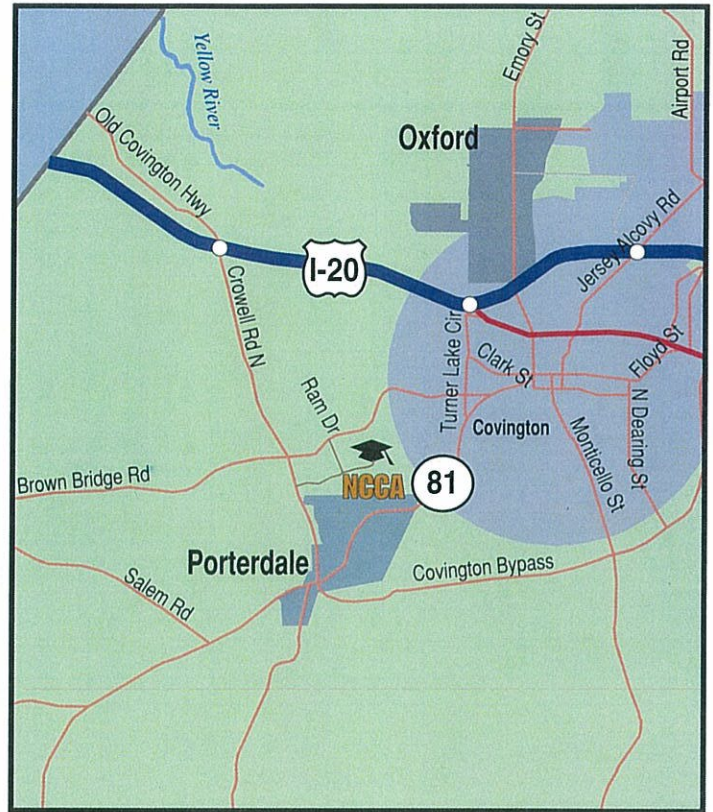 Emory St
Airport Rd
Yellow River
Old Covington Hwy
Oxford
Jersey Alcovy Rd
I-20
Crowell Rd N
Turner Lake Cir
Clark St
Floyd St
Ram Dr
N Dearing St
Covington
Monticello St
Brown Bridge Rd
NCCA
81
Porterdale
Covington Bypass
Salem Rd